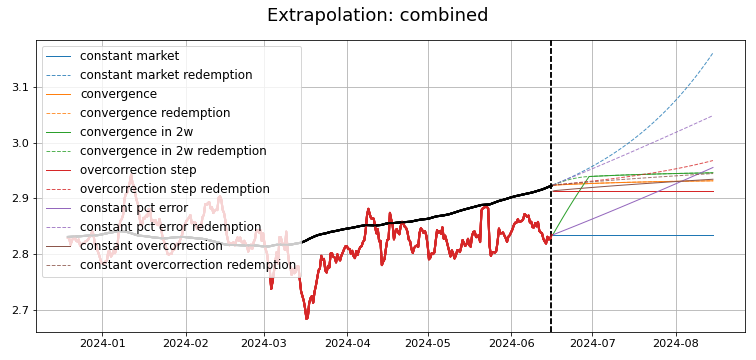 Extrapolation: combined
constant market
constant market redemption
convergence
convergence redemption
convergence in 2w
convergence in 2w redemption
overcorrection step
overcorrection step redemption
constant pct error
constant pct error redemption
constant overcorrection
constant overcorrection redemption
3.1
3.0
2.9
2.8
2.7
2024-01 2024-02 2024-03 2024-04 2024-05 2024-06 2024-07 2024-08